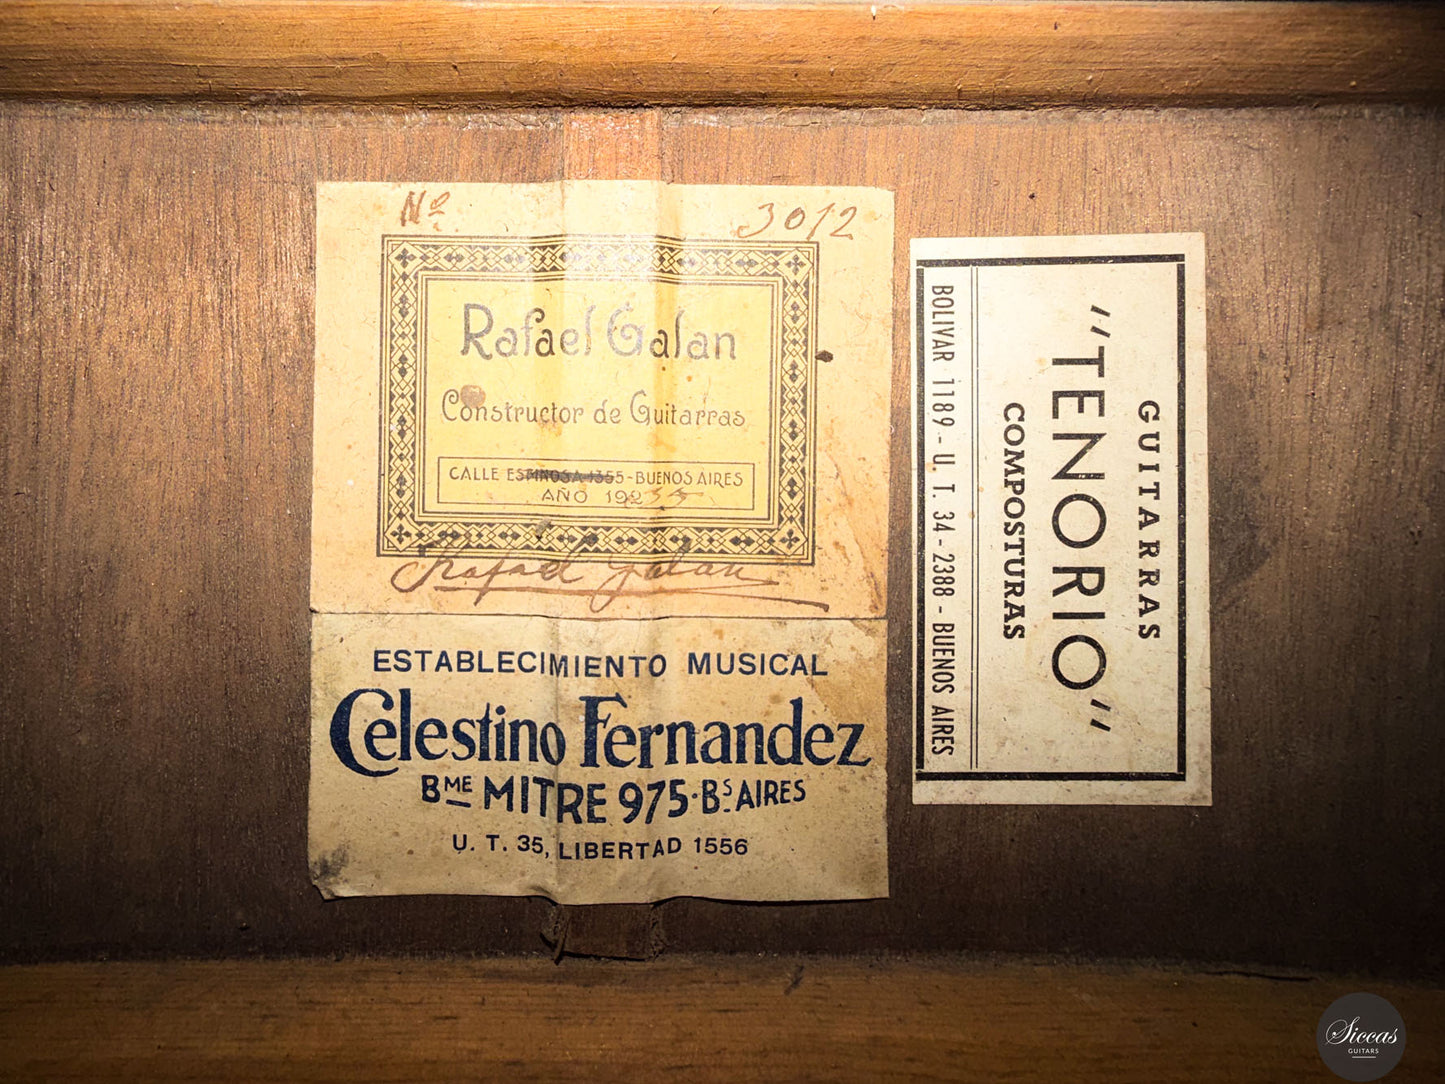 Nº 3012
Rafael Galan
Constructor de Guitarras
CALLE ESPINOSA 1355 - BUENOS AIRES
AÑO 192
Rafael Galan
ESTABLECIMIENTO MUSICAL
Celestino Fernandez
BME MITRE 975 - BS AIRES
U. T. 35, LIBERTAD 1556
GUITARRAS
"TENORIO"
COMPOSTURAS
BOLIVAR 1189 - U. T. 34 - 2388 - BUENOS AIRES
Siccas
GUITARS